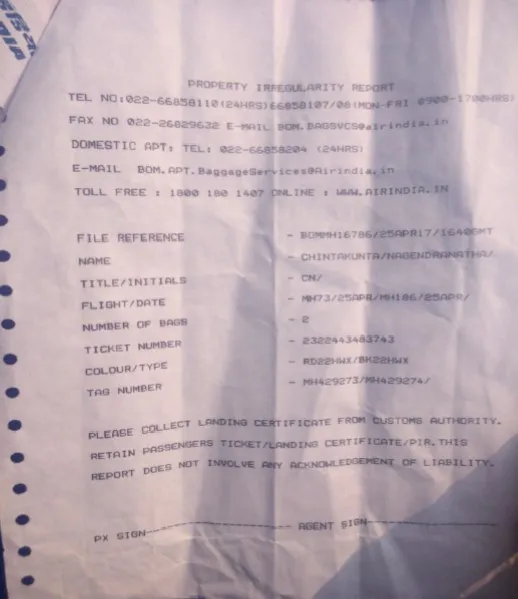 PROPERTY IRREGULARITY REPORT
TEL NO:022-66858110(24HRS)66858107/08(MON-FRI 0900-1700HRS)
FAX NO 022-26829632 E-MAIL BOM.BAGSVCS@airindia.in
DOMESTIC APT: TEL: 022-66858204 (24HRS)
E-MAIL BOM.APT.BaggageServices@Airindia.in
TOLL FREE : 1800 180 1407 ONLINE : WWW.AIRINDIA.IN
FILE REFERENCE - BOMMH16786/25APR17/1640GMT
NAME - CHINTAKUNTA/NAGENDRANATHA/
TITLE/INITIALS - CN/
FLIGHT/DATE - MH73/25APR/MH186/25APR/
NUMBER OF BAGS - 2
TICKET NUMBER - 2322443483743
COLOUR/TYPE - RD22HWX/BK22HWX
TAG NUMBER - MH429273/MH429274/
PLEASE COLLECT LANDING CERTIFICATE FROM CUSTOMS AUTHORITY.
RETAIN PASSENGERS TICKET/LANDING CERTIFICATE/PIR.THIS
REPORT DOES NOT INVOLVE ANY ACKNOWLEDGEMENT OF LIABILITY.
PX SIGN------------------- AGENT SIGN-----------------